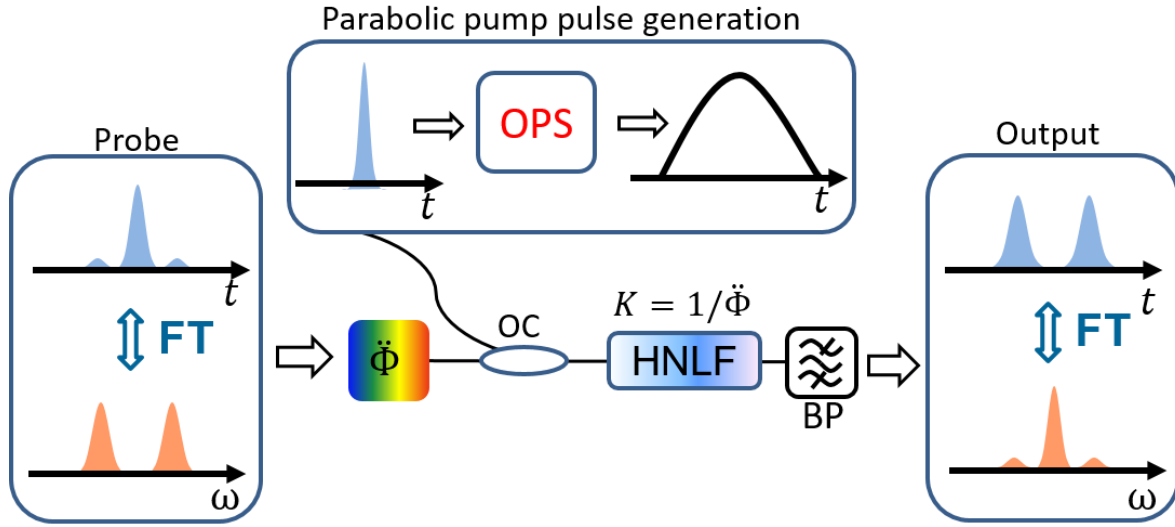 Parabolic pump pulse generation
OPS
t
t
Probe
t
FT
ω
Φ̈
OC
K = 1/Φ̈
HNLF
BP
Output
t
FT
ω